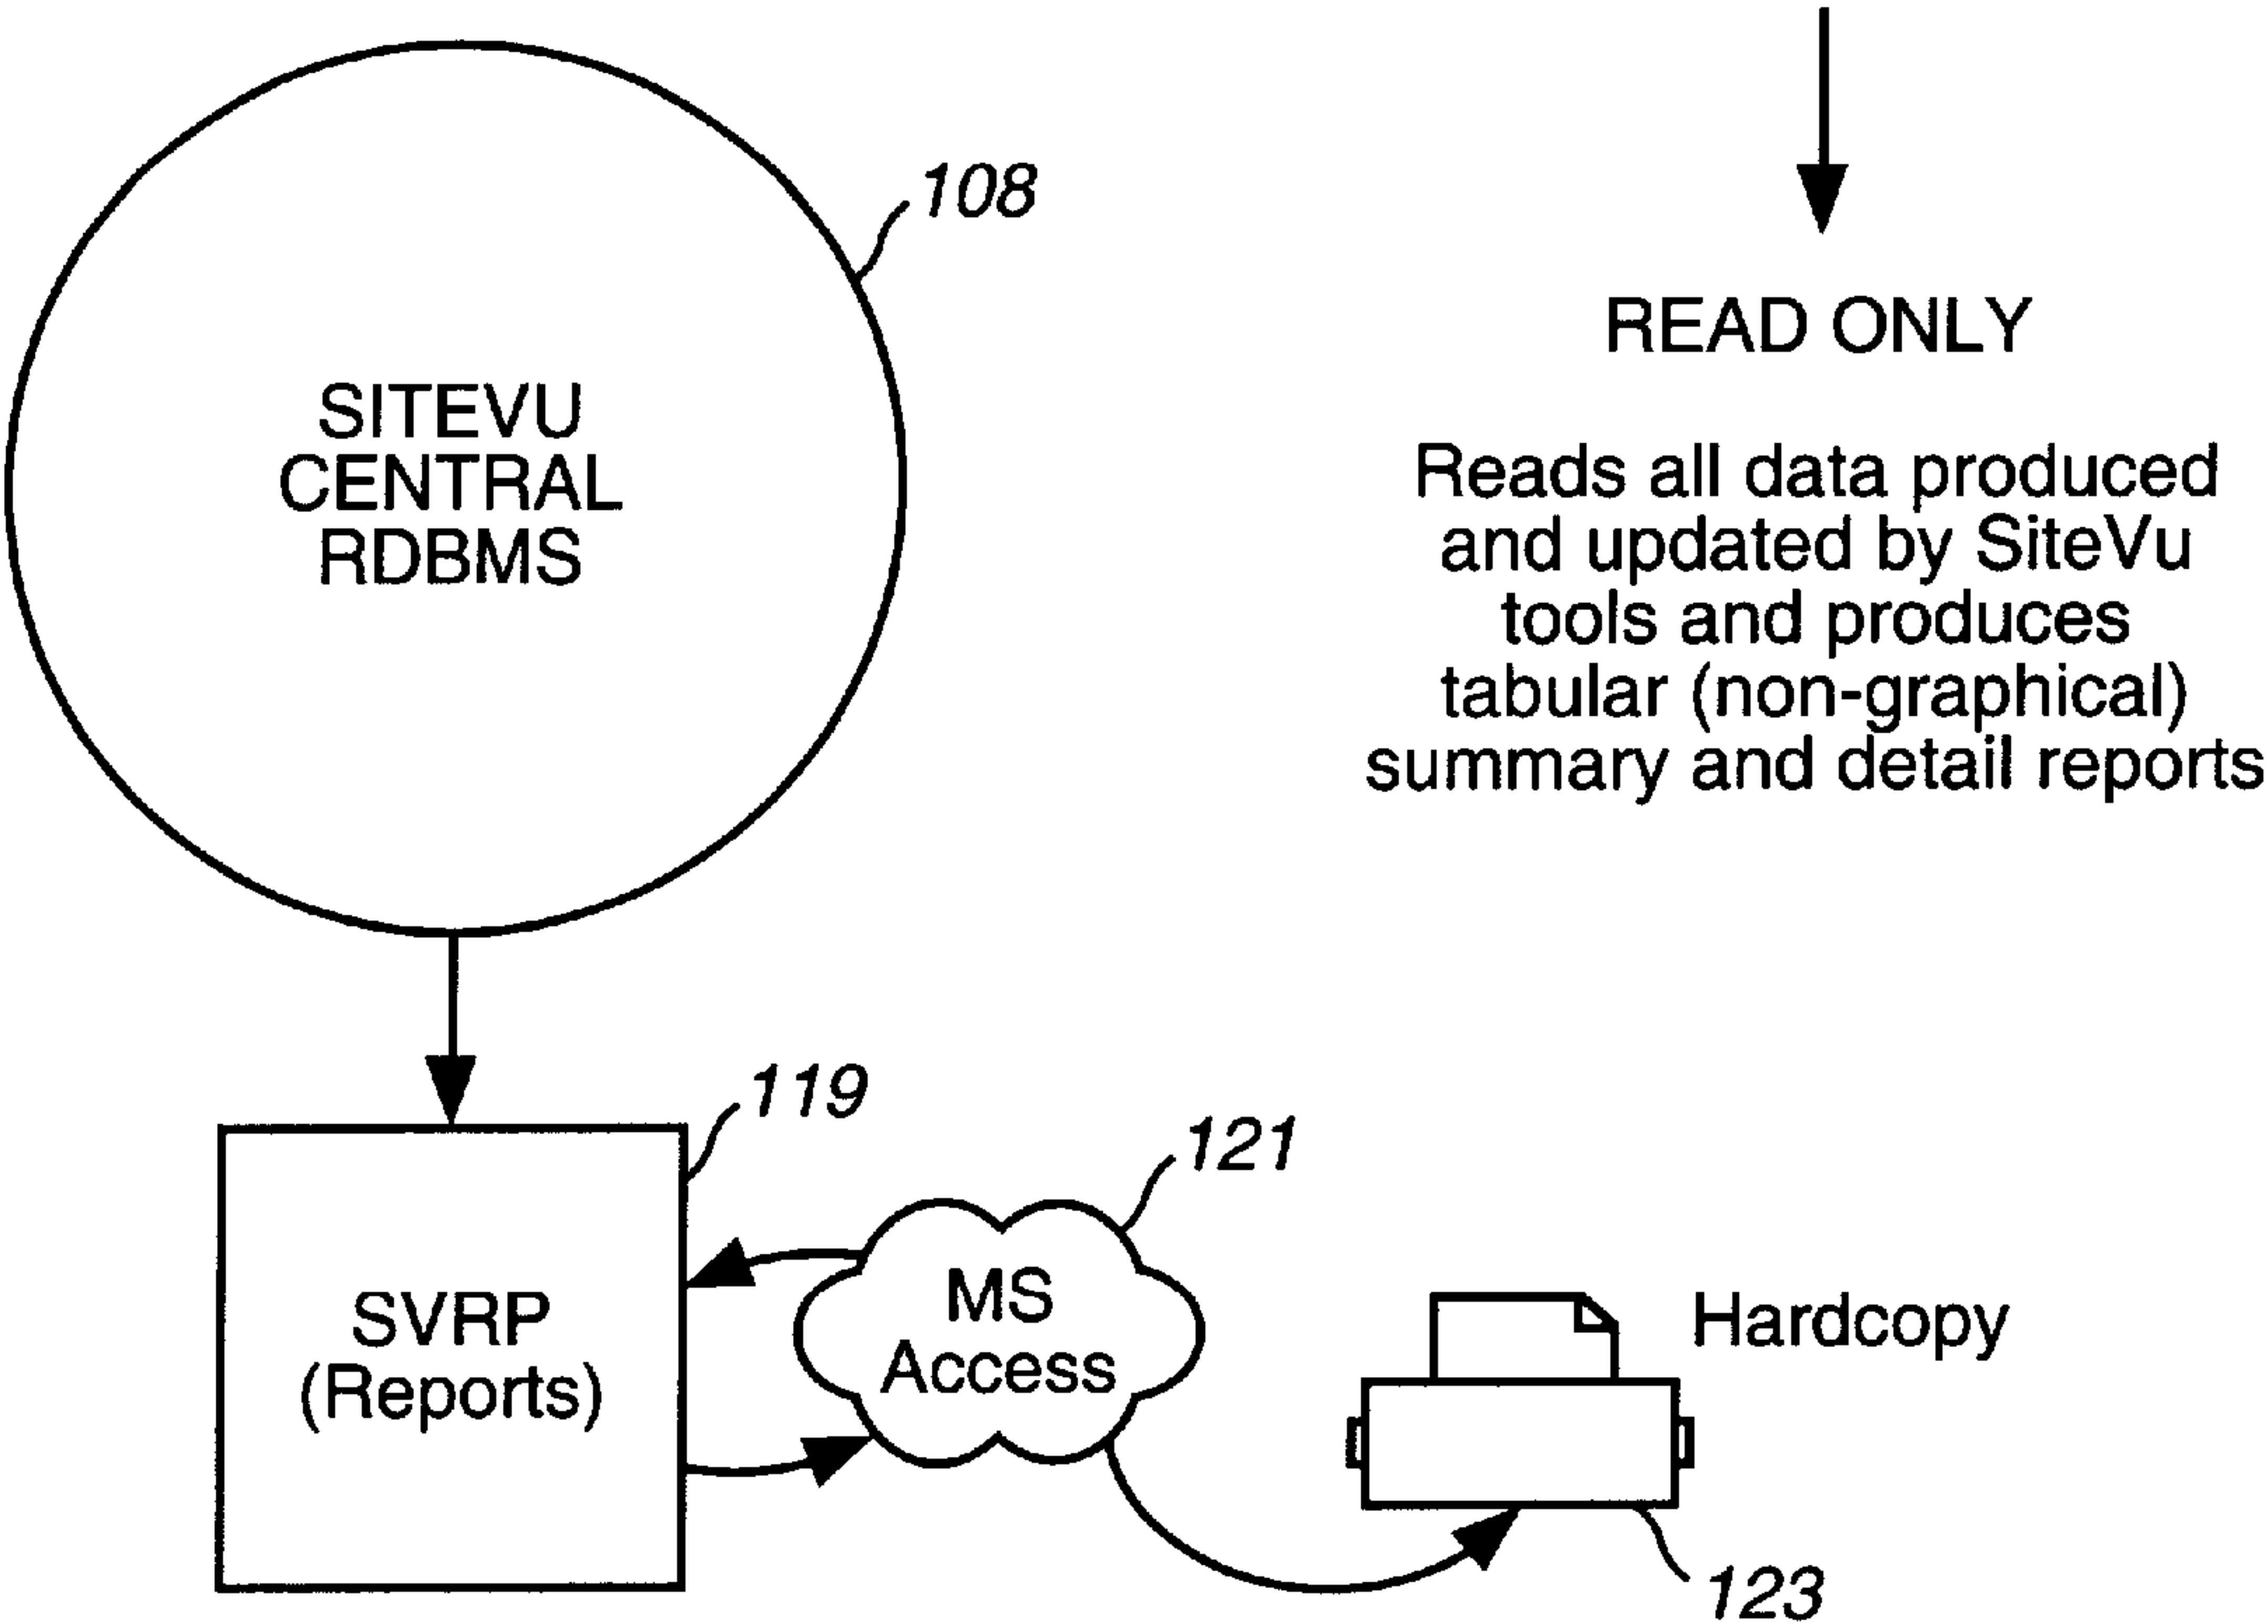 108
SITEVU
CENTRAL
RDBMS
READ ONLY
Reads all data produced
and updated by SiteVu
tools and produces
tabular (non-graphical)
summary and detail reports
119
SVRP
(Reports)
121
MS
Access
Hardcopy
123